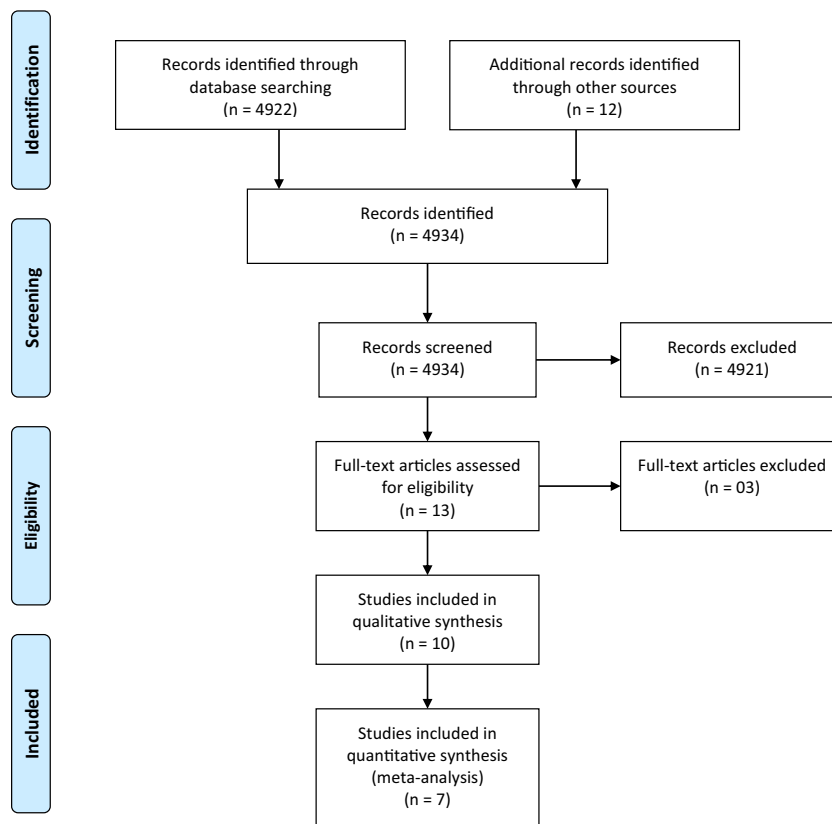 Identification
Records identified through
database searching
(n = 4922)
Additional records identified
through other sources
(n = 12)
Records identified
(n = 4934)
Screening
Records screened
(n = 4934)
Records excluded
(n = 4921)
Eligibility
Full-text articles assessed
for eligibility
(n = 13)
Full-text articles excluded
(n = 03)
Studies included in
qualitative synthesis
(n = 10)
Included
Studies included in
quantitative synthesis
(meta-analysis)
(n = 7)